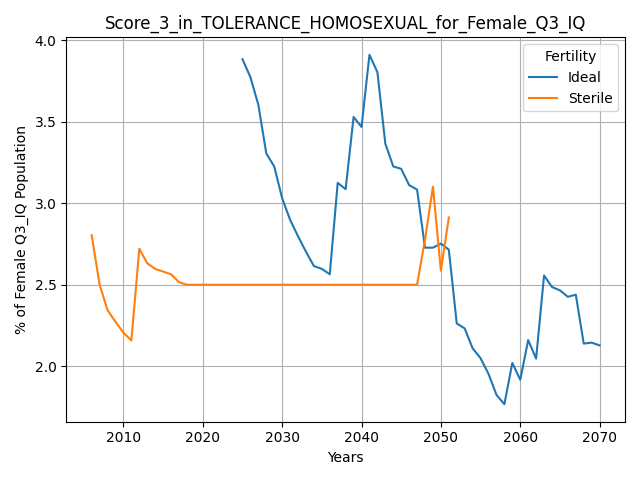 Score_3_in_TOLERANCE_HOMOSEXUAL_for_Female_Q3_IQ
4.0
3.5
3.0
2.5
2.0
% of Female Q3_IQ Population
Fertility
Ideal
Sterile
2010 2020 2030 2040 2050 2060 2070
Years